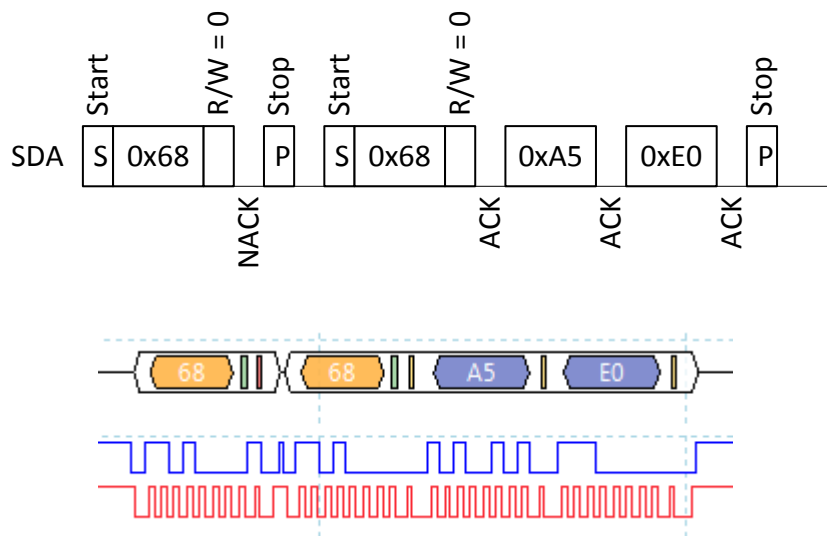 Start R/W = 0 Stop Start R/W = 0 Stop
SDA S 0x68 P S 0x68 0xA5 0xE0 P
NACK ACK ACK ACK
68 68 A5 E0